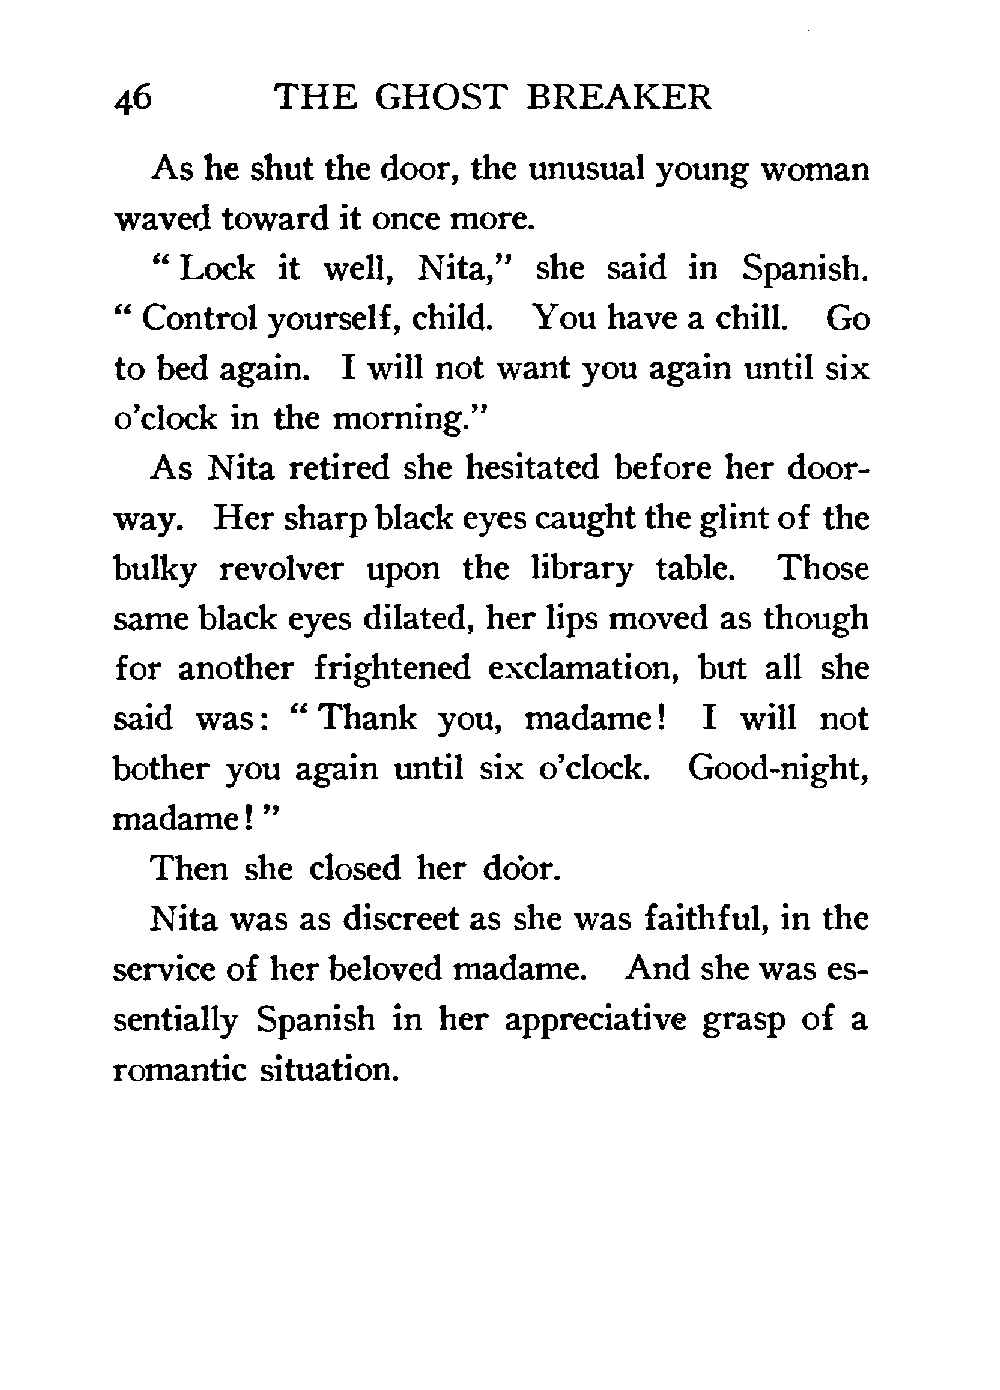 46 THE GHOST BREAKER
As he shut the door, the unusual young woman
waved toward it once more.
“ Lock it well, Nita,” she said in Spanish.
“ Control yourself, child. You have a chill. Go
to bed again. I will not want you again until six
o’clock in the morning.”
As Nita retired she hesitated before her door-
way. Her sharp black eyes caught the glint of the
bulky revolver upon the library table. Those
same black eyes dilated, her lips moved as though
for another frightened exclamation, but all she
said was: “ Thank you, madame! I will not
bother you again until six o’clock. Good-night,
madame! ”
Then she closed her door.
Nita was as discreet as she was faithful, in the
service of her beloved madame. And she was es-
sentially Spanish in her appreciative grasp of a
romantic situation.